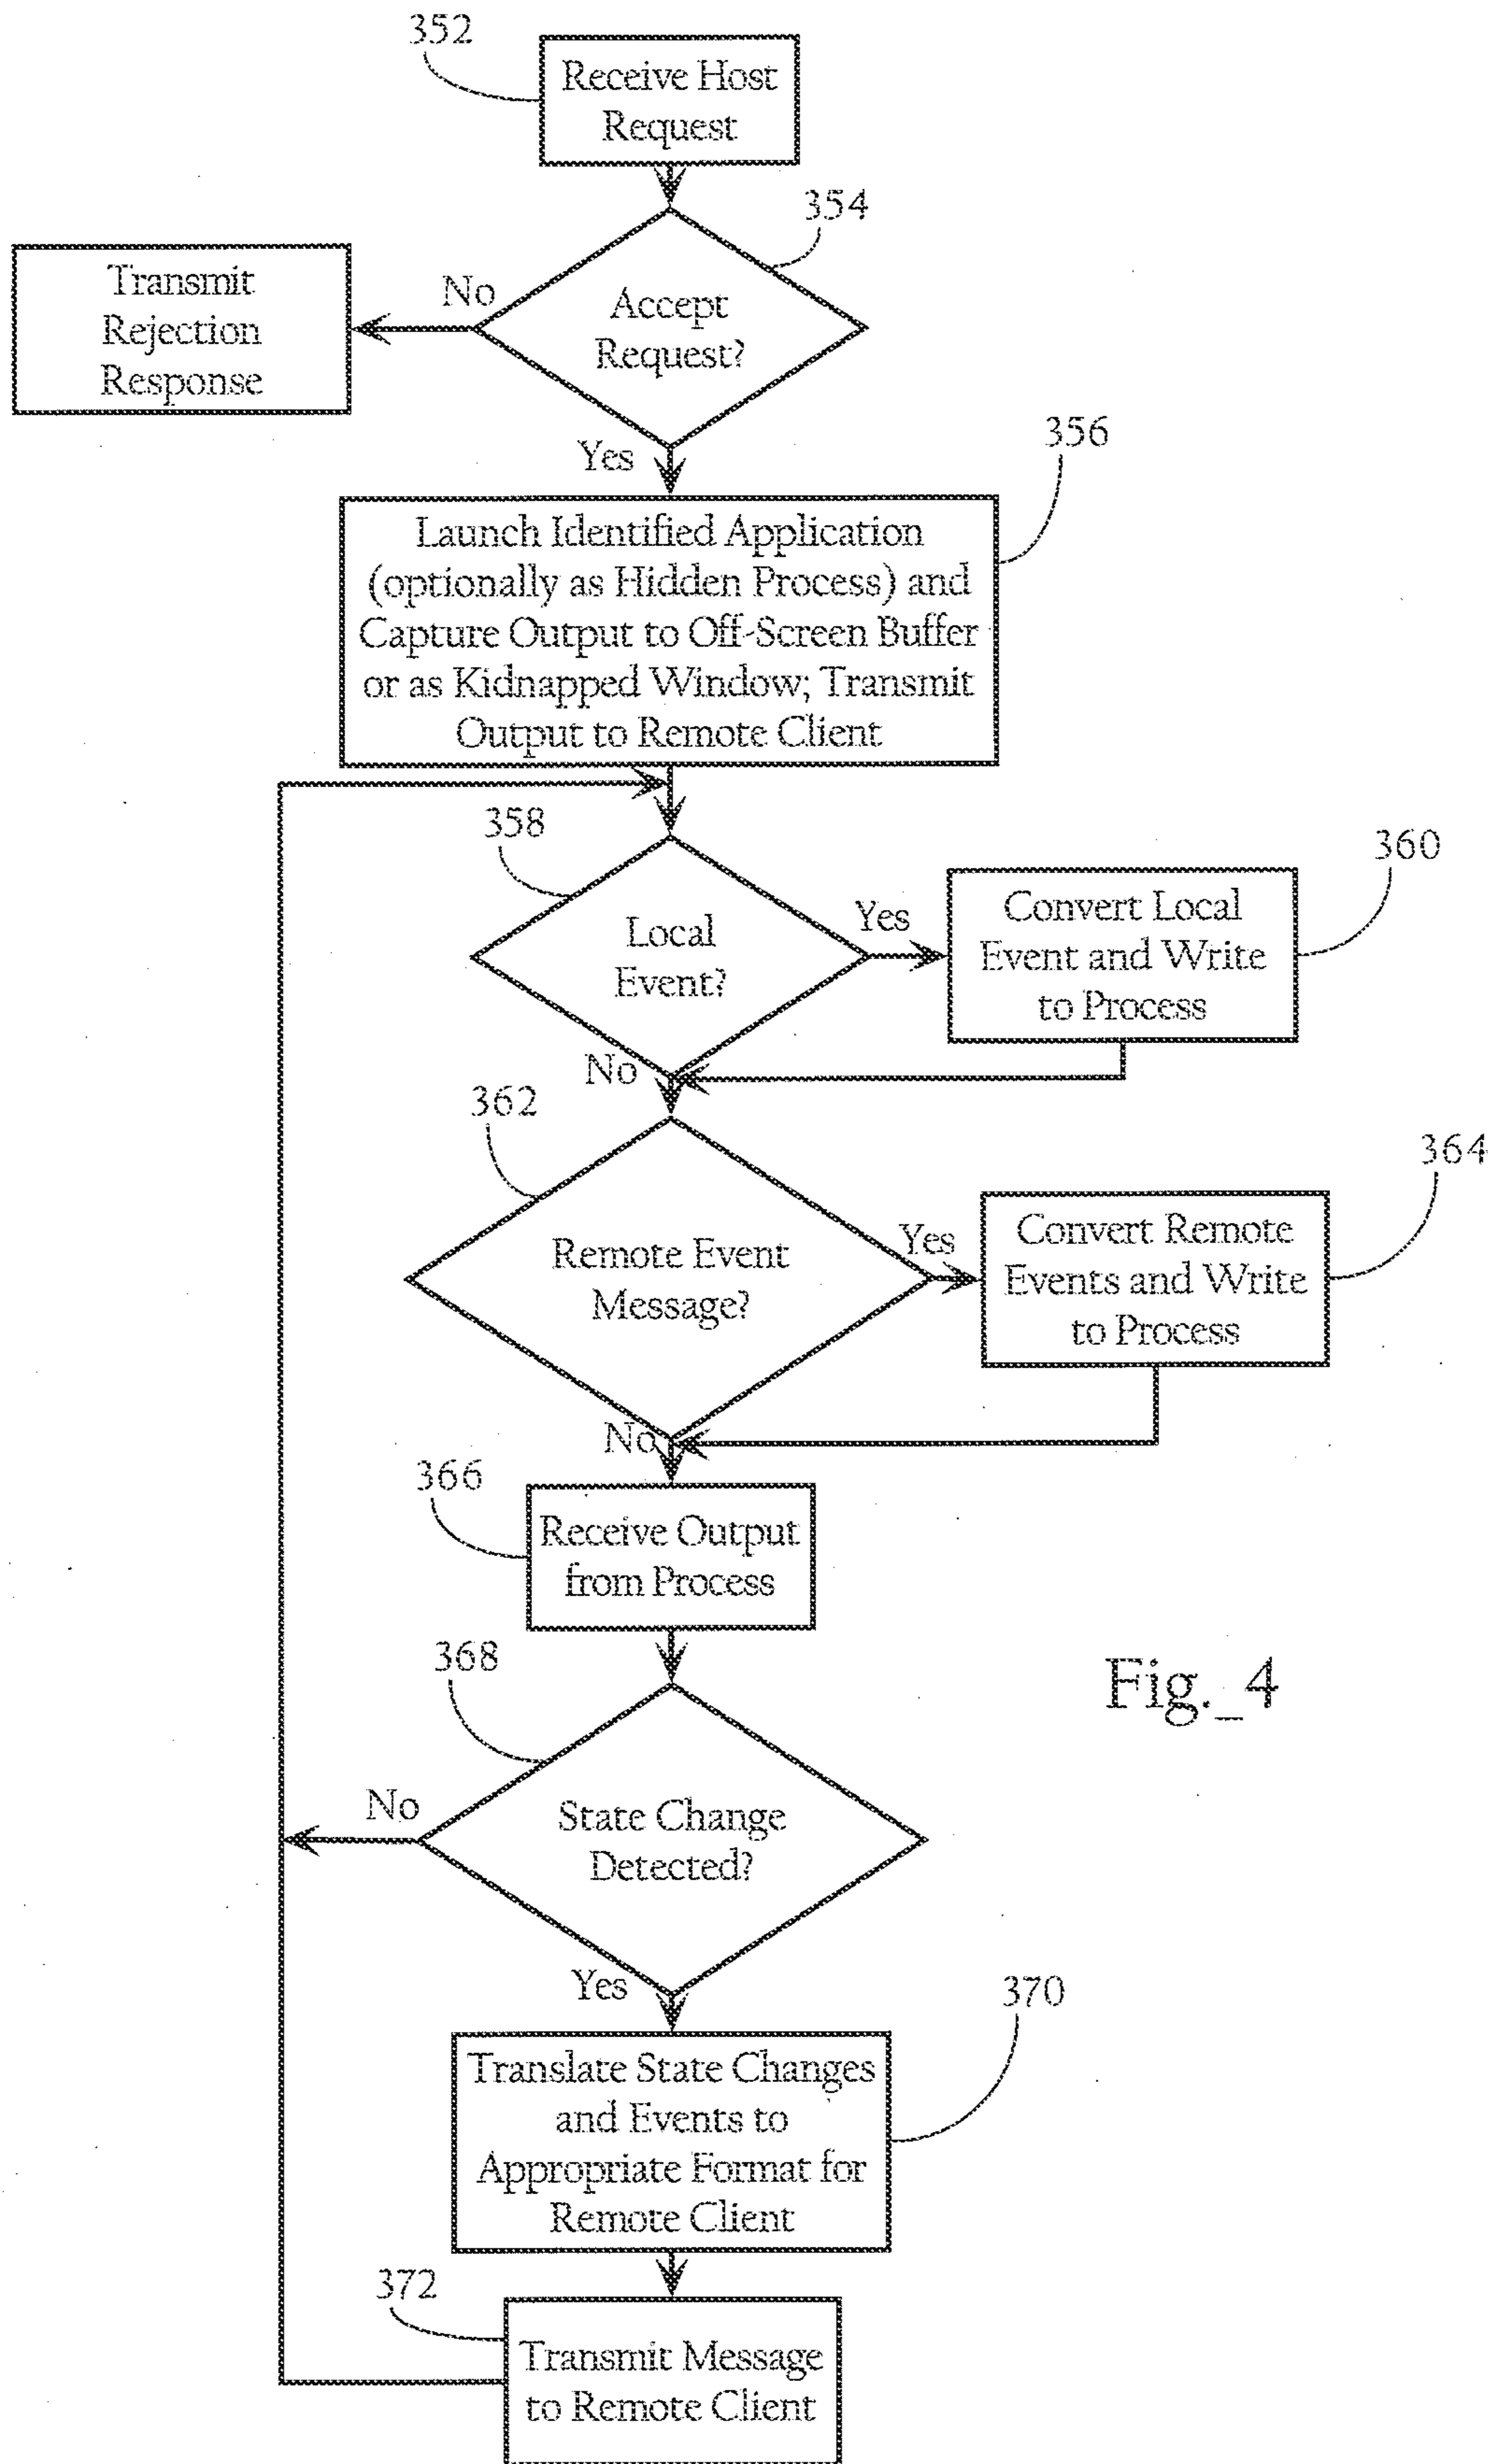 352
Receive Host
Request
354
Transmit
Rejection
Response
No
Accept
Request?
Yes
356
Launch Identified Application
(optionally as Hidden Process) and
Capture Output to Off-Screen Buffer
or as Kidnapped Window; Transmit
Output to Remote Client
358
Local
Event?
Yes
360
Convert Local
Event and Write
to Process
No
362
Remote Event
Message?
Yes
364
Convert Remote
Events and Write
to Process
No
366
Receive Output
from Process
368
Fig._4
No
State Change
Detected?
Yes
370
Translate State Changes
and Events to
Appropriate Format for
Remote Client
372
Transmit Message
to Remote Client